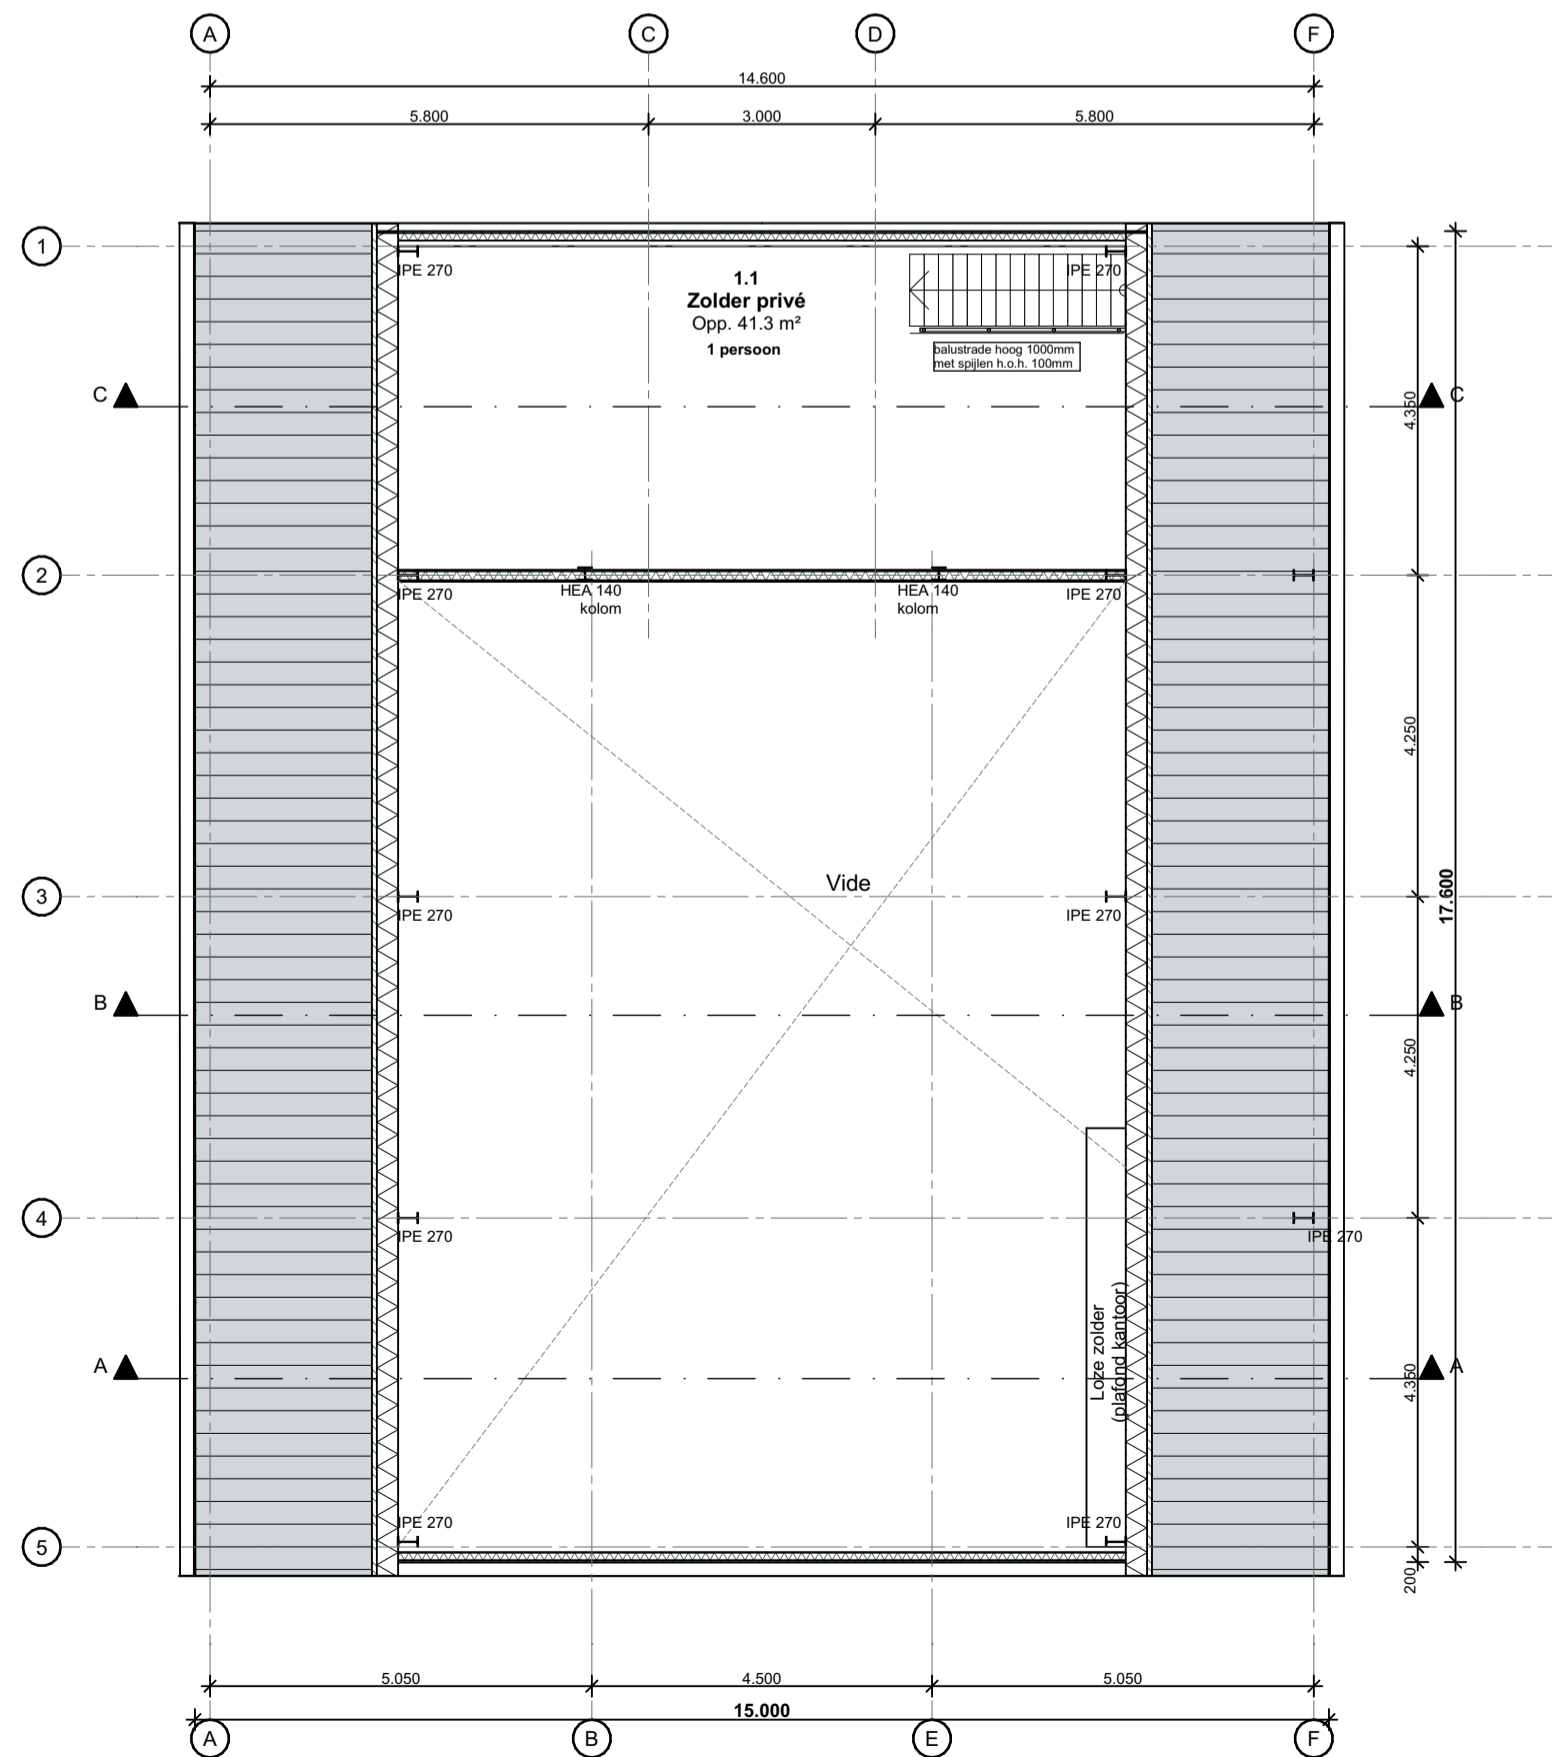 A
C
D
F
14.600
5.800
3.000
5.800
1
IPE 270
IPE 270
1.1
Zolder privé
Opp. 41.3 m²
1 persoon
balustrade hoog 1000mm
met spijlen h.o.h. 100mm
C
C
4.350
2
IPE 270
HEA 140
kolom
HEA 140
kolom
IPE 270
4.250
Vide
3
17.600
IPE 270
IPE 270
B
B
4.250
4
IPE 270
IPE 270
Loze zolder
(plafond kantoor)
A
A
4.350
IPE 270
IPE 270
5
200
5.050
4.500
5.050
15.000
A
B
E
F